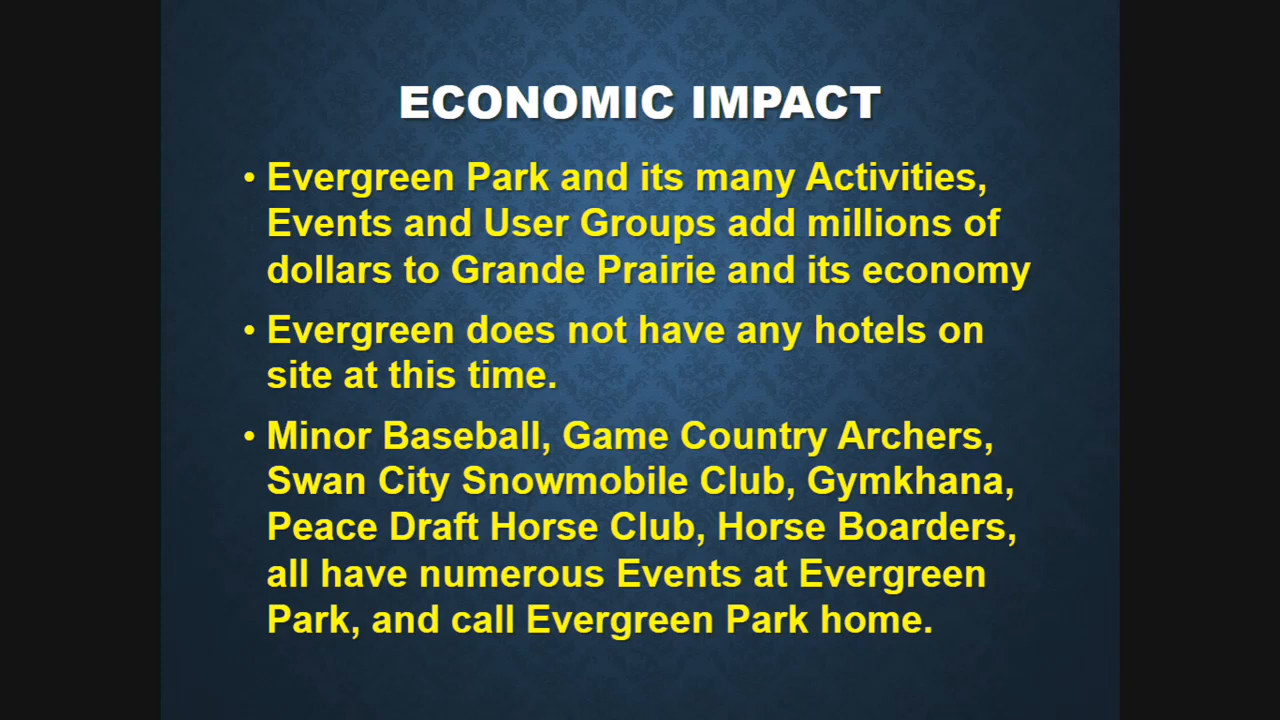 ECONOMIC IMPACT
• Evergreen Park and its many Activities,
Events and User Groups add millions of
dollars to Grande Prairie and its economy
• Evergreen does not have any hotels on
site at this time.
• Minor Baseball, Game Country Archers,
Swan City Snowmobile Club, Gymkhana,
Peace Draft Horse Club, Horse Boarders,
all have numerous Events at Evergreen
Park, and call Evergreen Park home.